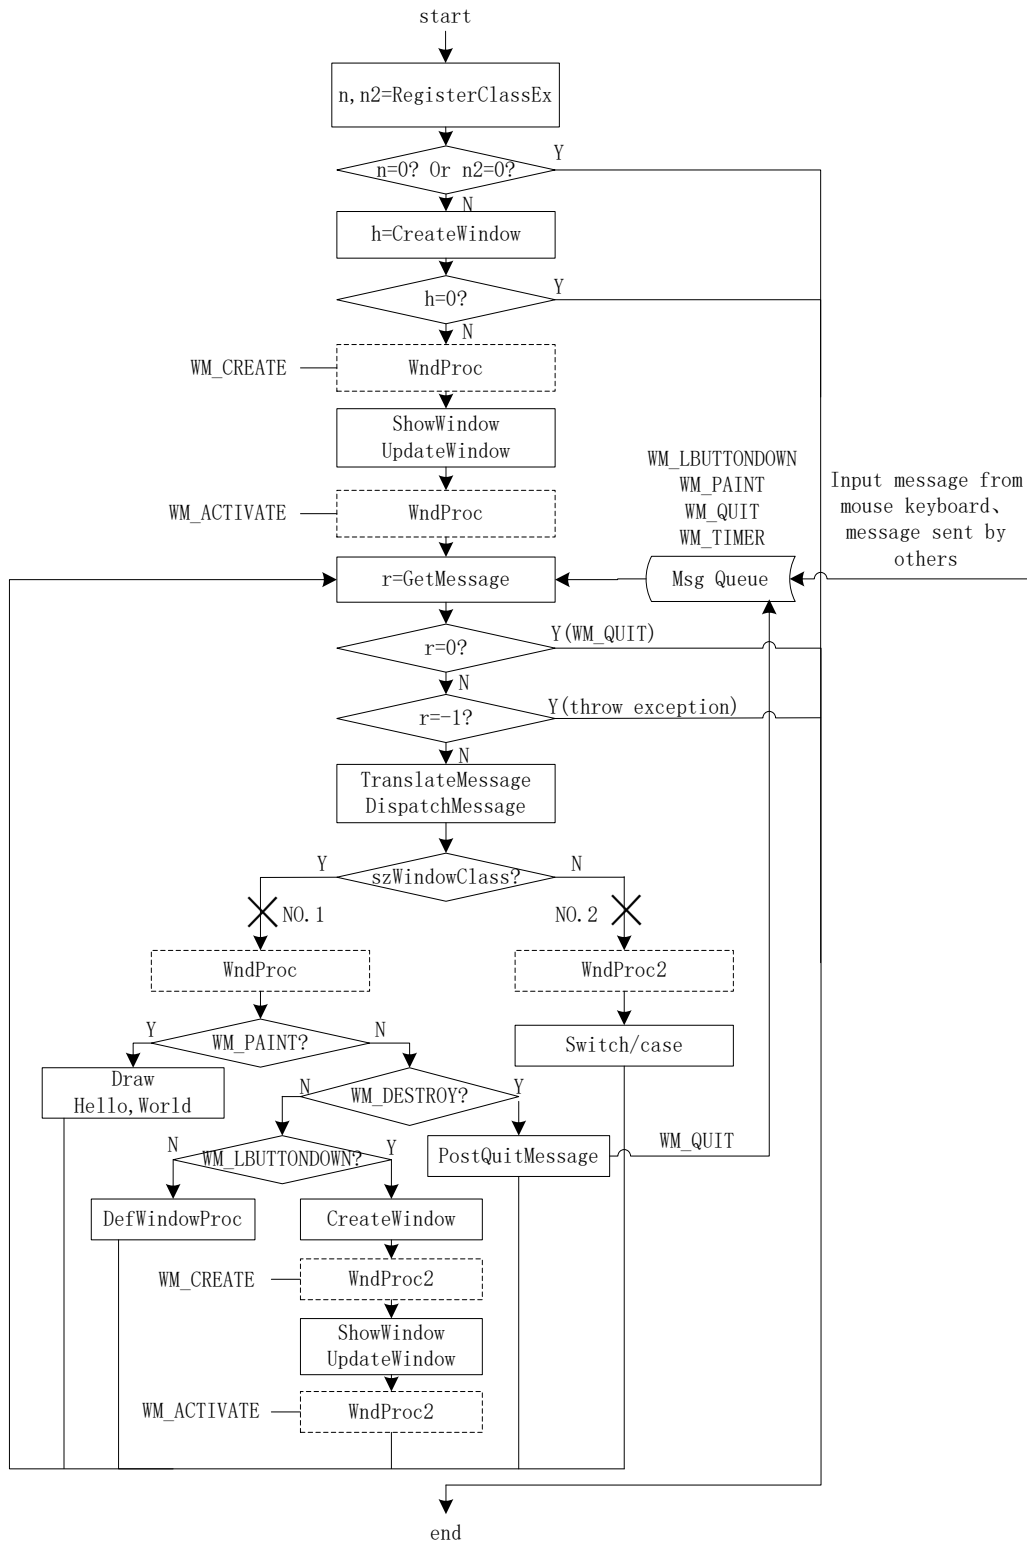 start
n,n2=RegisterClassEx
n=0? Or n2=0?
Y
N
h=CreateWindow
h=0?
Y
N
WM_CREATE
WndProc
ShowWindow
UpdateWindow
WM_ACTIVATE
WndProc
WM_LBUTTONDOWN
WM_PAINT
WM_QUIT
WM_TIMER
Input message from
mouse keyboard、
message sent by
others
r=GetMessage
Msg Queue
r=0?
Y(WM_QUIT)
N
r=-1?
Y(throw exception)
N
TranslateMessage
DispatchMessage
Y
szWindowClass?
N
NO.1
NO.2
WndProc
WndProc2
Y
WM_PAINT?
N
Switch/case
Draw
Hello,World
N
WM_DESTROY?
Y
N
WM_LBUTTONDOWN?
Y
PostQuitMessage
WM_QUIT
DefWindowProc
CreateWindow
WM_CREATE
WndProc2
ShowWindow
UpdateWindow
WM_ACTIVATE
WndProc2
end